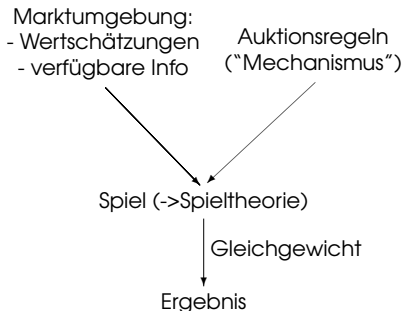 Marktumgebung:
- Wertschätzungen
- verfügbare Info
Auktionsregeln
("Mechanismus")
Spiel (->Spieltheorie)
Gleichgewicht
Ergebnis